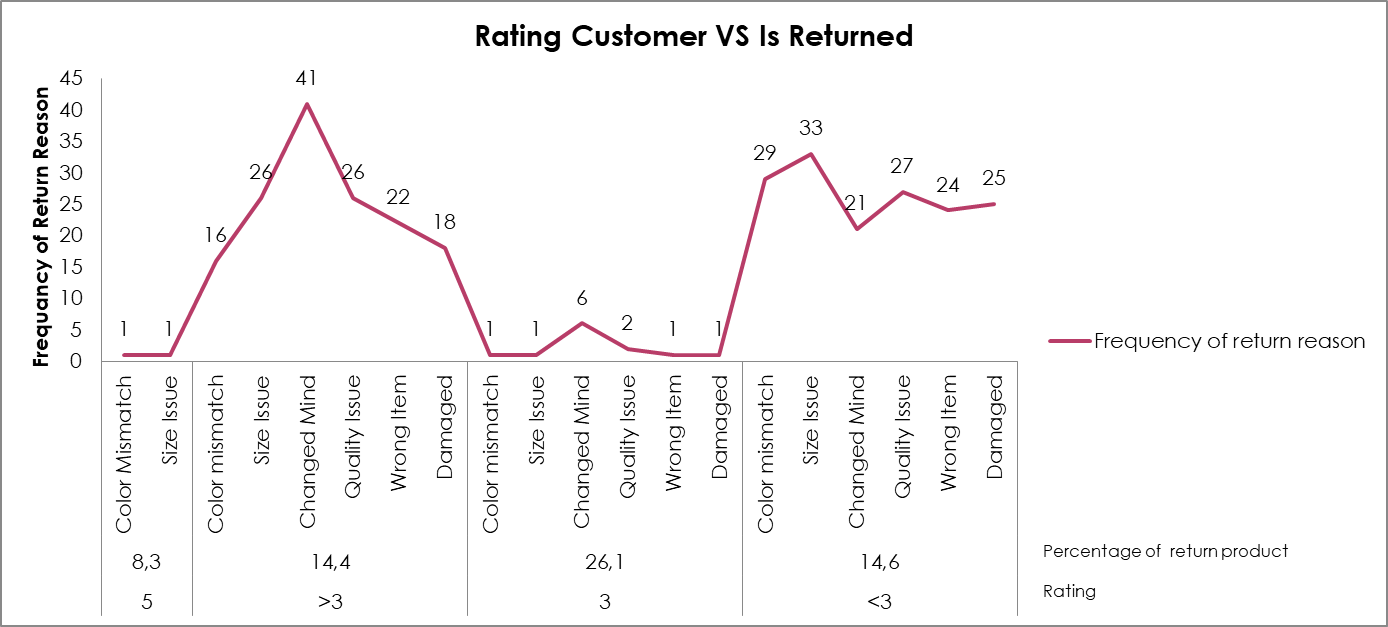 Rating Customer VS Is Returned
Frequancy of Return Reason
45
40
35
30
25
20
15
10
5
0
1
1
16
26
41
26
22
18
1
1
6
2
1
1
29
33
21
27
24
25
Frequency of return reason
Color Mismatch
Size Issue
Color mismatch
Size Issue
Changed Mind
Quality Issue
Wrong Item
Damaged
Color mismatch
Size Issue
Changed Mind
Quality Issue
Wrong Item
Damaged
Color mismatch
Size Issue
Changed Mind
Quality Issue
Wrong Item
Damaged
8,3 14,4 26,1 14,6 Percentage of return product
5 >3 3 <3 Rating